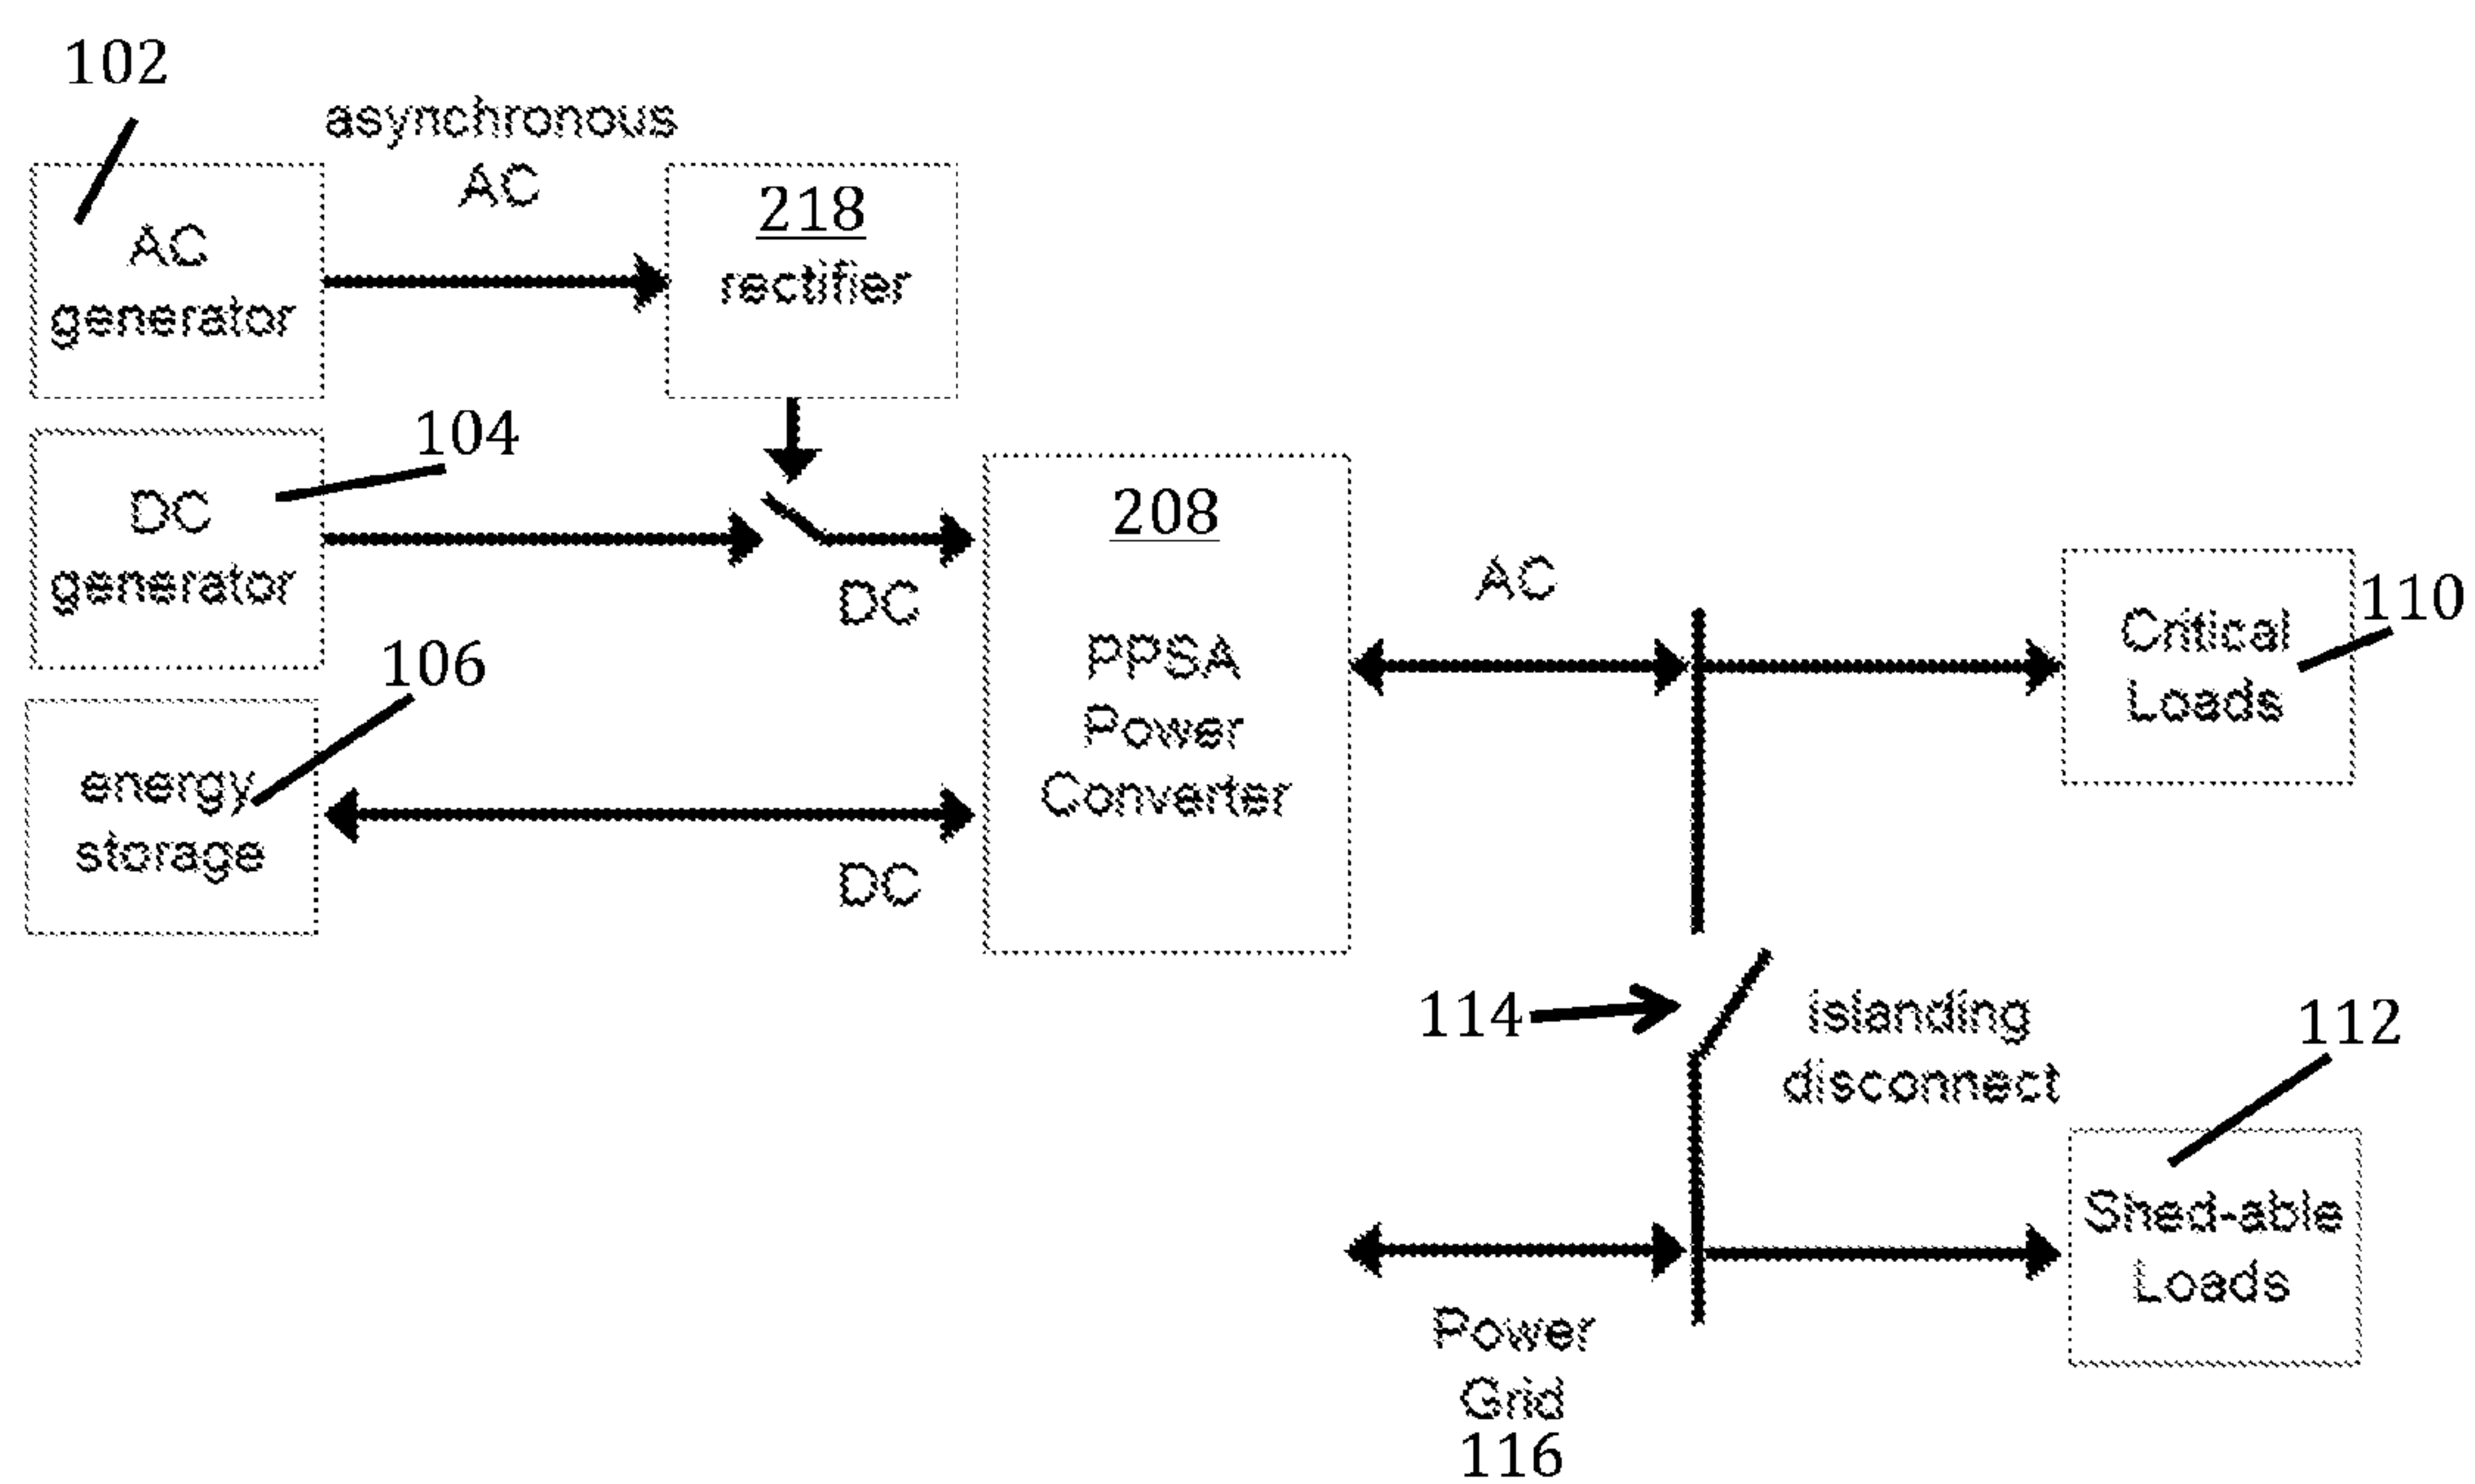 102
asynchronous
AC
218
rectifier
AC
generator
104
DC
generator
DC
106
energy
storage
DC
208
PPSA
Power
Converter
AC
110
Critical
Loads
114
islanding
disconnect
112
Shed-able
Loads
Power
Grid
116